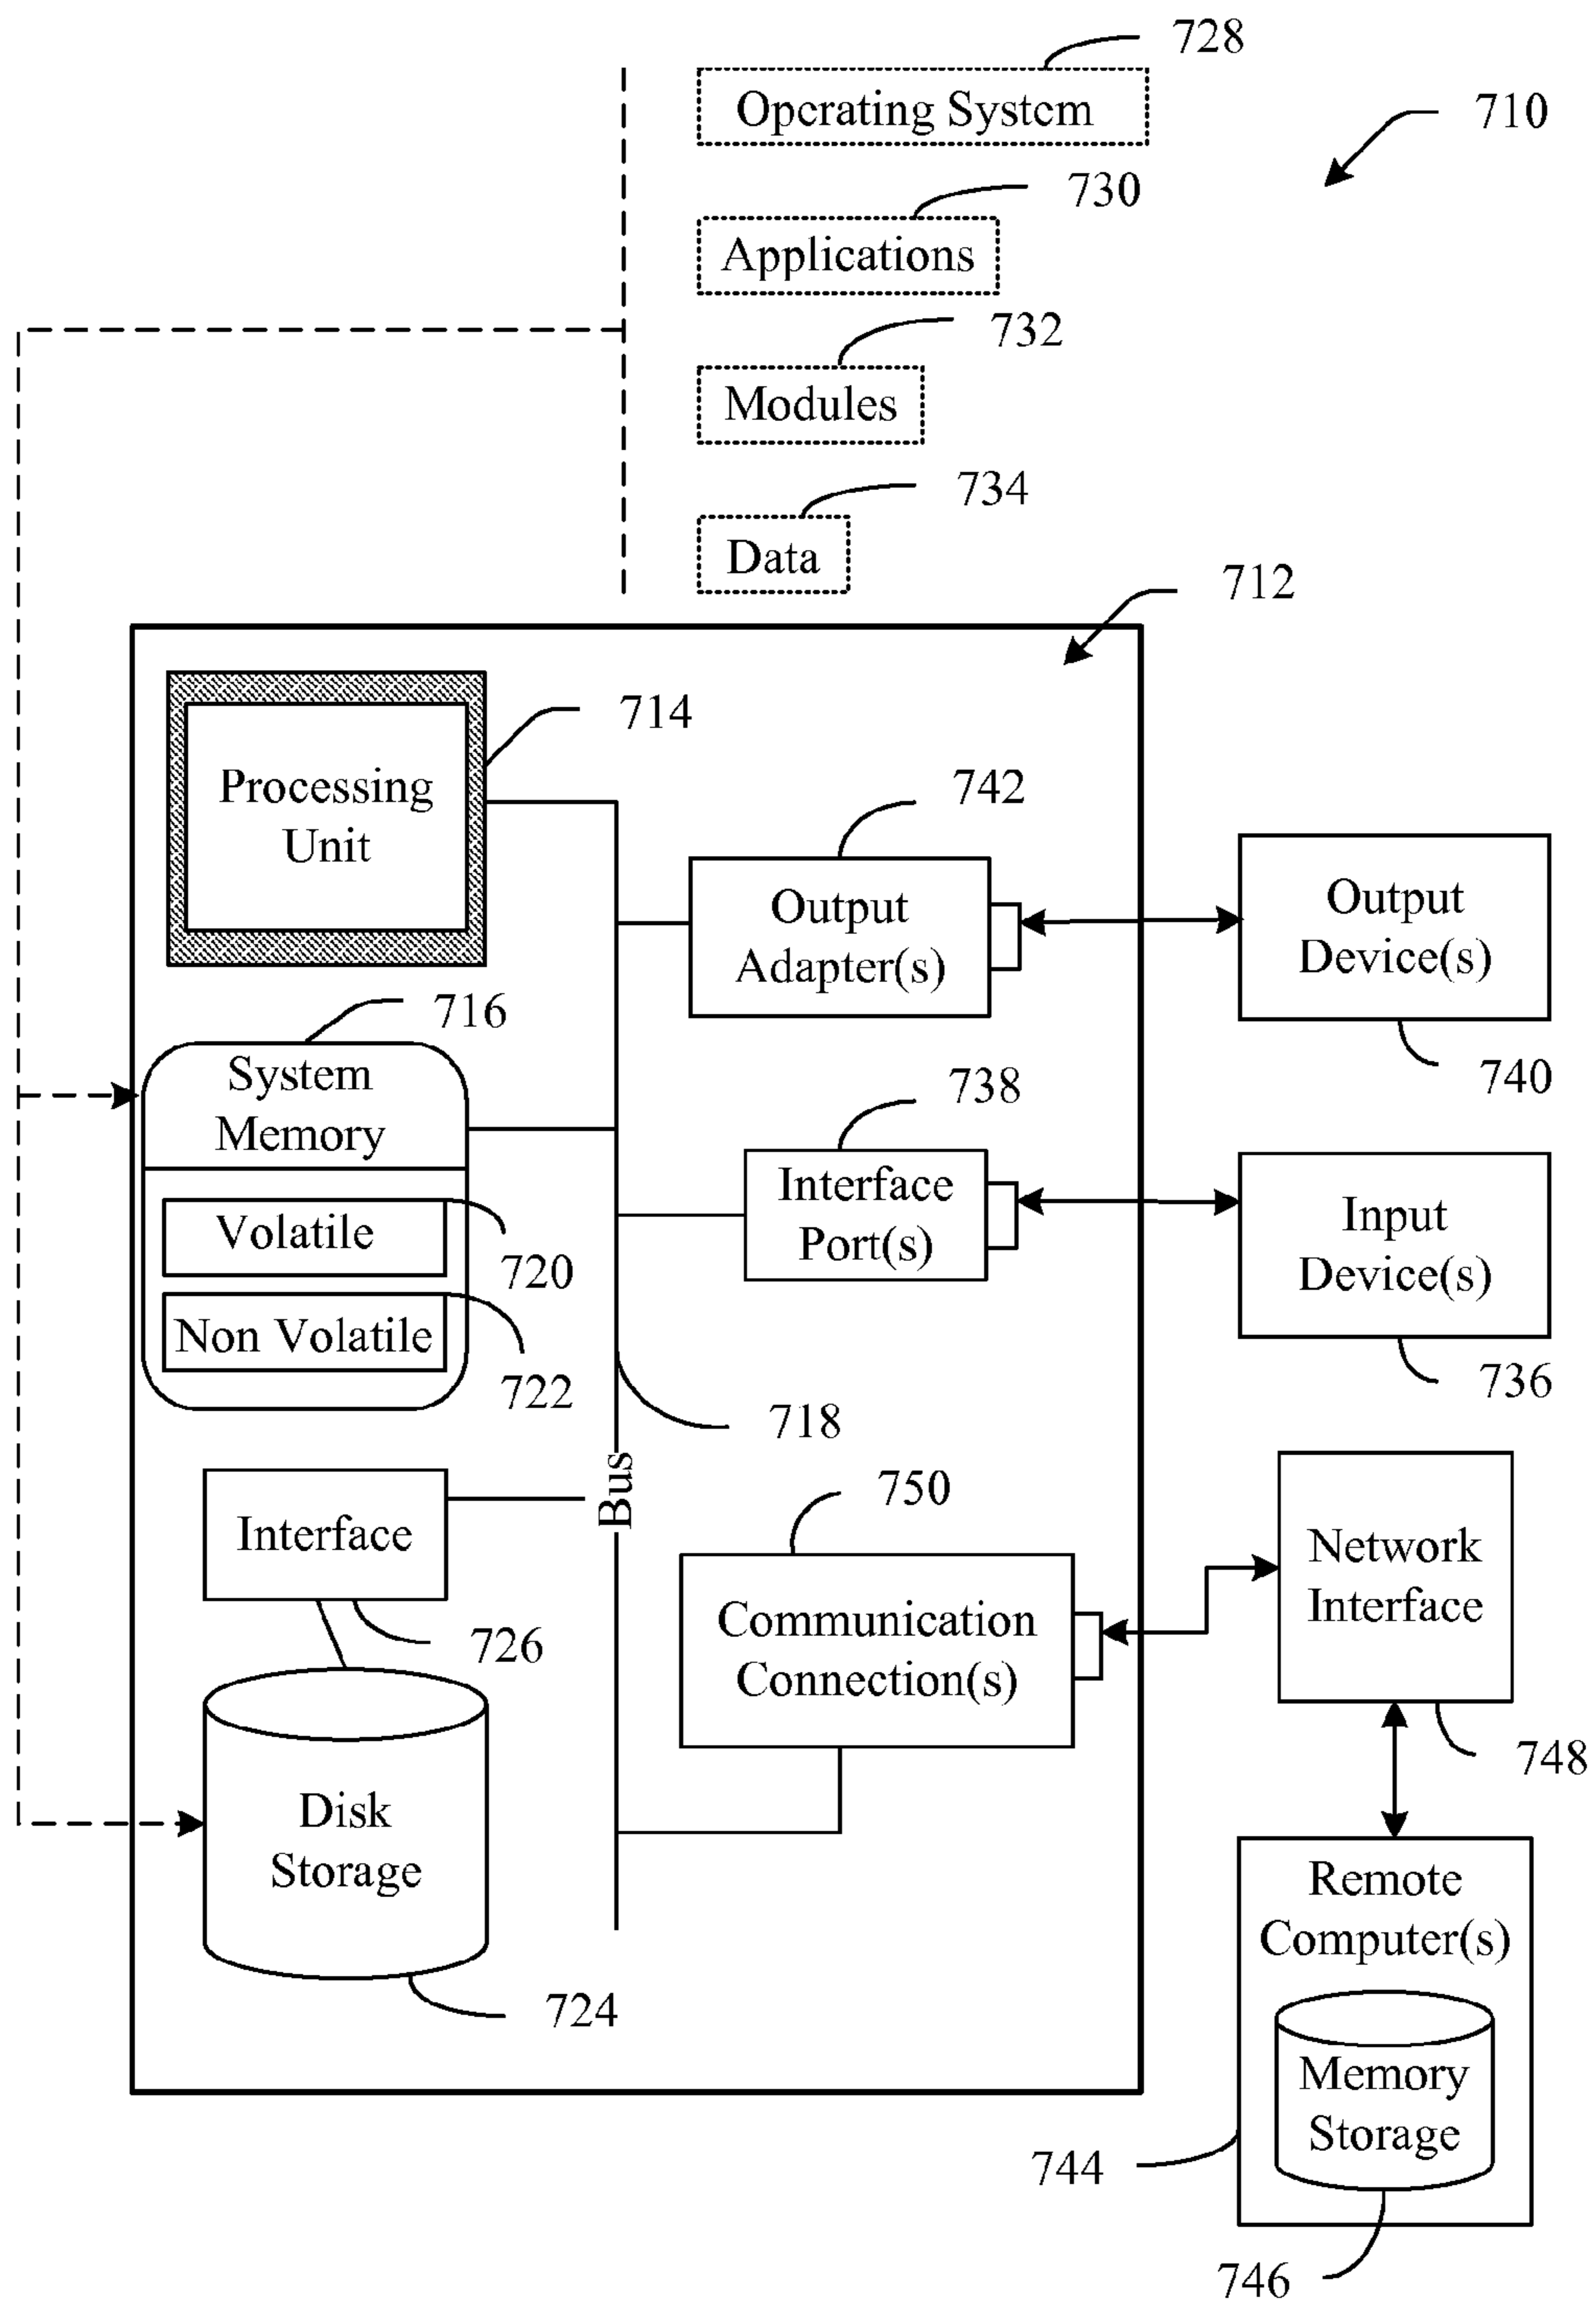 728
Operating System
710
730
Applications
732
Modules
734
Data
712
714
Processing
Unit
742
Output
Adapter(s)
Output
Device(s)
740
716
System
Memory
738
Interface
Port(s)
Input
Device(s)
736
Volatile
720
Non Volatile
722
718
Bus
750
Interface
726
Communication
Connection(s)
Network
Interface
748
Disk
Storage
724
Remote
Computer(s)
Memory
Storage
744
746